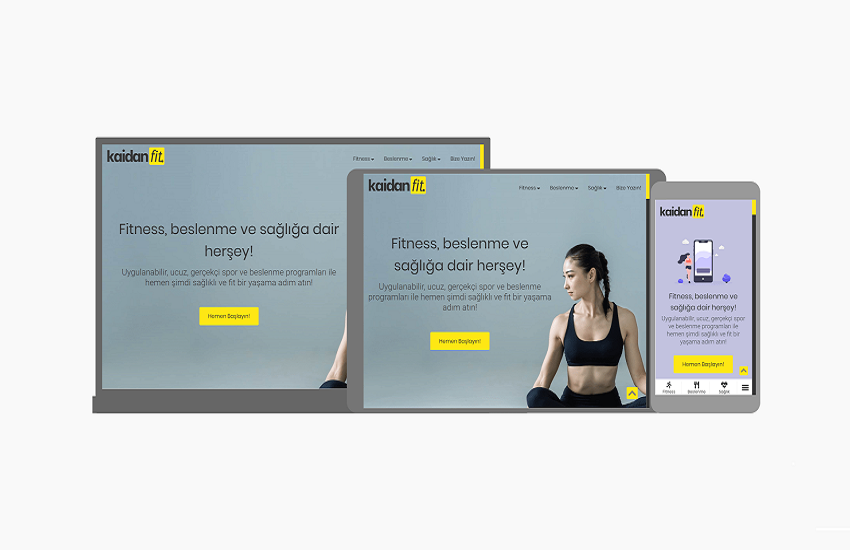 kaidan fit.
Fitness Beslenme Sağlık Bize Yazın!
Fitness, beslenme ve sağlığa dair
herşey!
Uygulanabilir, ucuz, gerçekçi spor ve beslenme programları ile
hemen şimdi sağlıklı ve fit bir yaşama adım atın!
Hemen Başlayın!
kaidan fit.
Fitness Beslenme Sağlık Bize Yazın!
Fitness, beslenme ve
sağlığa dair herşey!
Uygulanabilir, ucuz, gerçekçi spor ve beslenme
programları ile hemen şimdi sağlıklı ve fit bir yaşama
adım atın!
Hemen Başlayın!
kaidan fit.
Fitness, beslenme ve
sağlığa dair herşey!
Uygulanabilir, ucuz, gerçekçi spor
ve beslenme programları ile
hemen şimdi sağlıklı ve fit bir
yaşama adım atın!
Hemen Başlayın!
Fitness Beslenme Sağlık